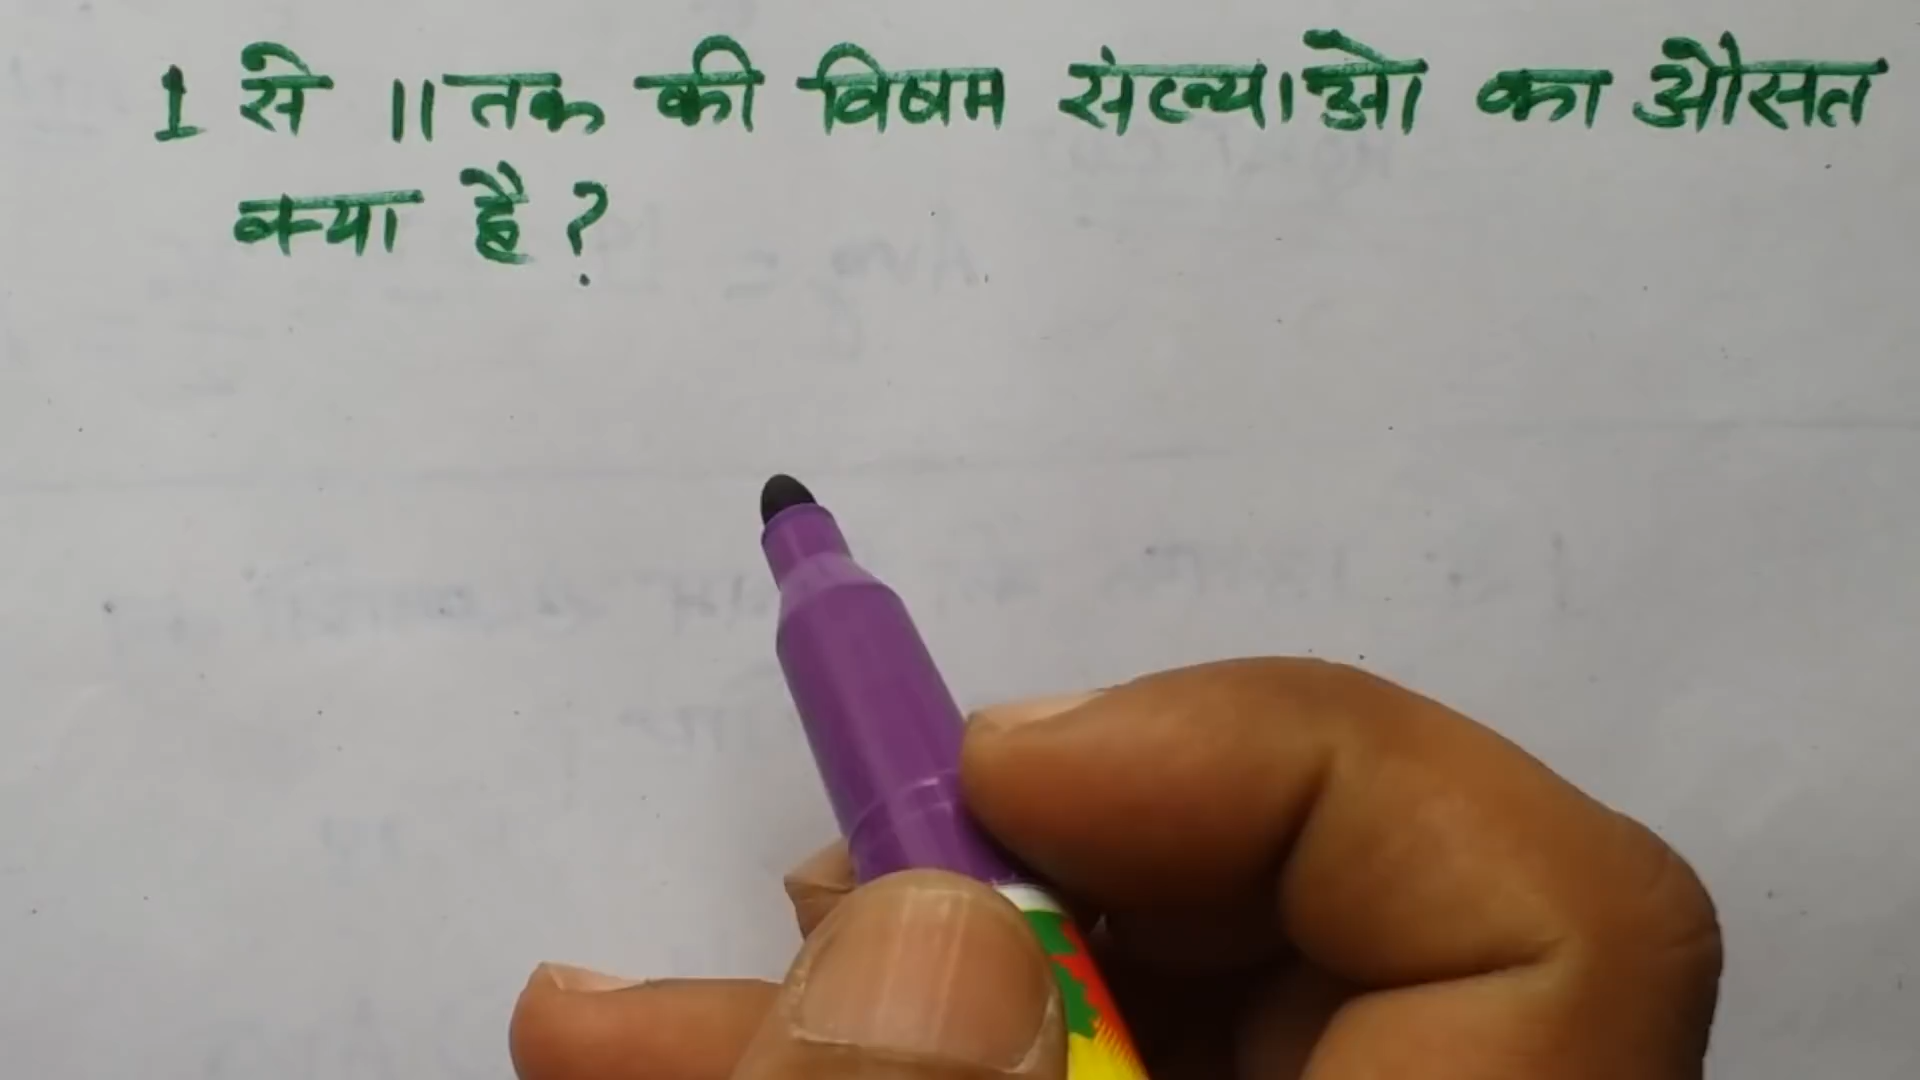 1 से 11 तक की विषम संख्याओ का औसत
क्या है ?